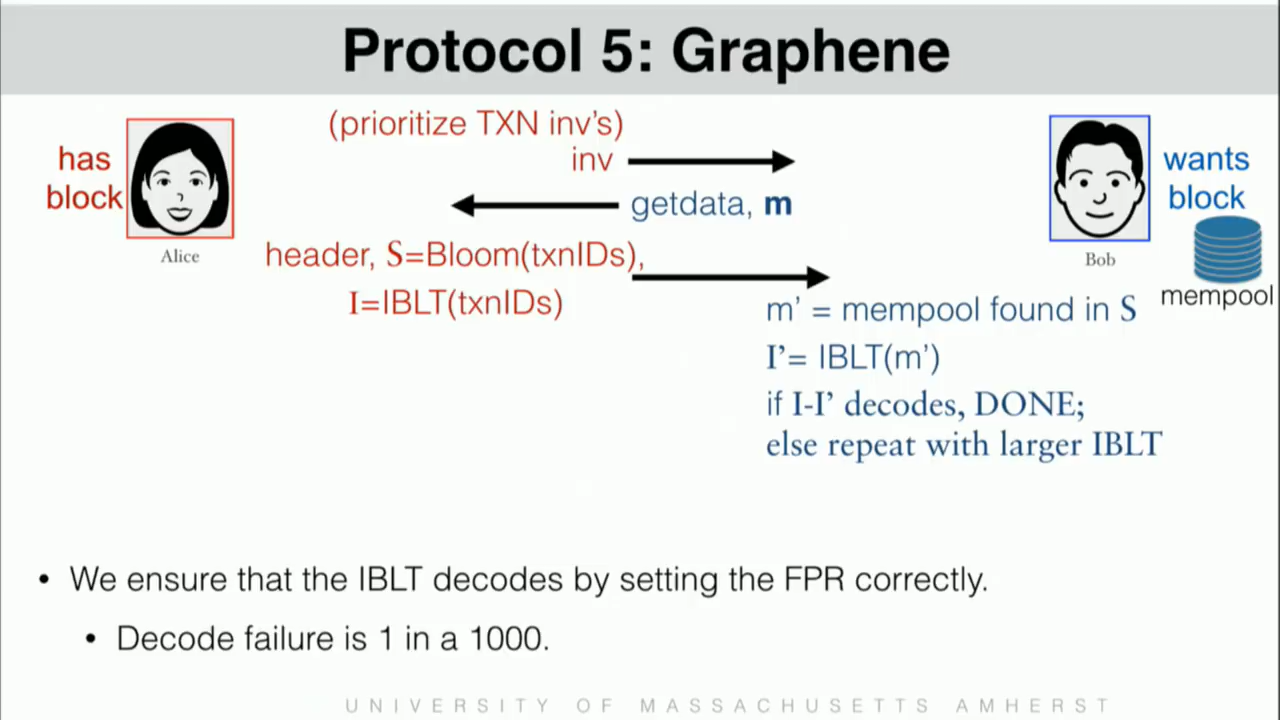 Protocol 5: Graphene
(prioritize TXN inv's)
has
block
inv
wants
block
getdata, m
Alice
Bob
header, S=Bloom(txnIDs),
I=IBLT(txnIDs)
mempool
m' = mempool found in S
I'= IBLT(m')
if I-I' decodes, DONE;
else repeat with larger IBLT
• We ensure that the IBLT decodes by setting the FPR correctly.
• Decode failure is 1 in a 1000.
UNIVERSITY OF MASSACHUSETTS AMHERST